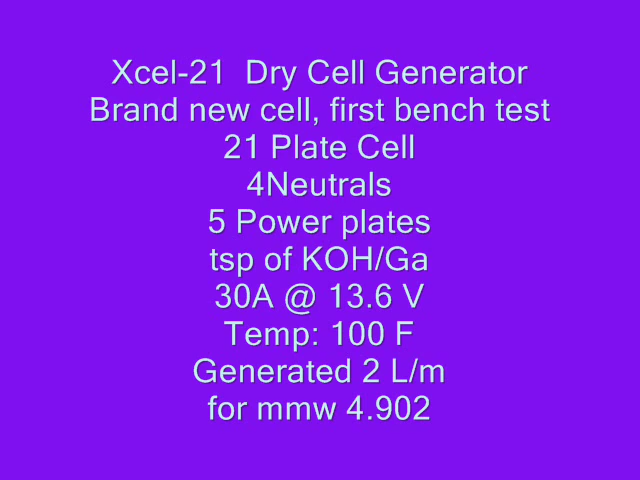 Xcel-21  Dry Cell Generator
Brand new cell, first bench test
21 Plate Cell
4Neutrals
5 Power plates
tsp of KOH/Ga
30A @ 13.6 V
Temp: 100 F
Generated 2 L/m
for mmw 4.902